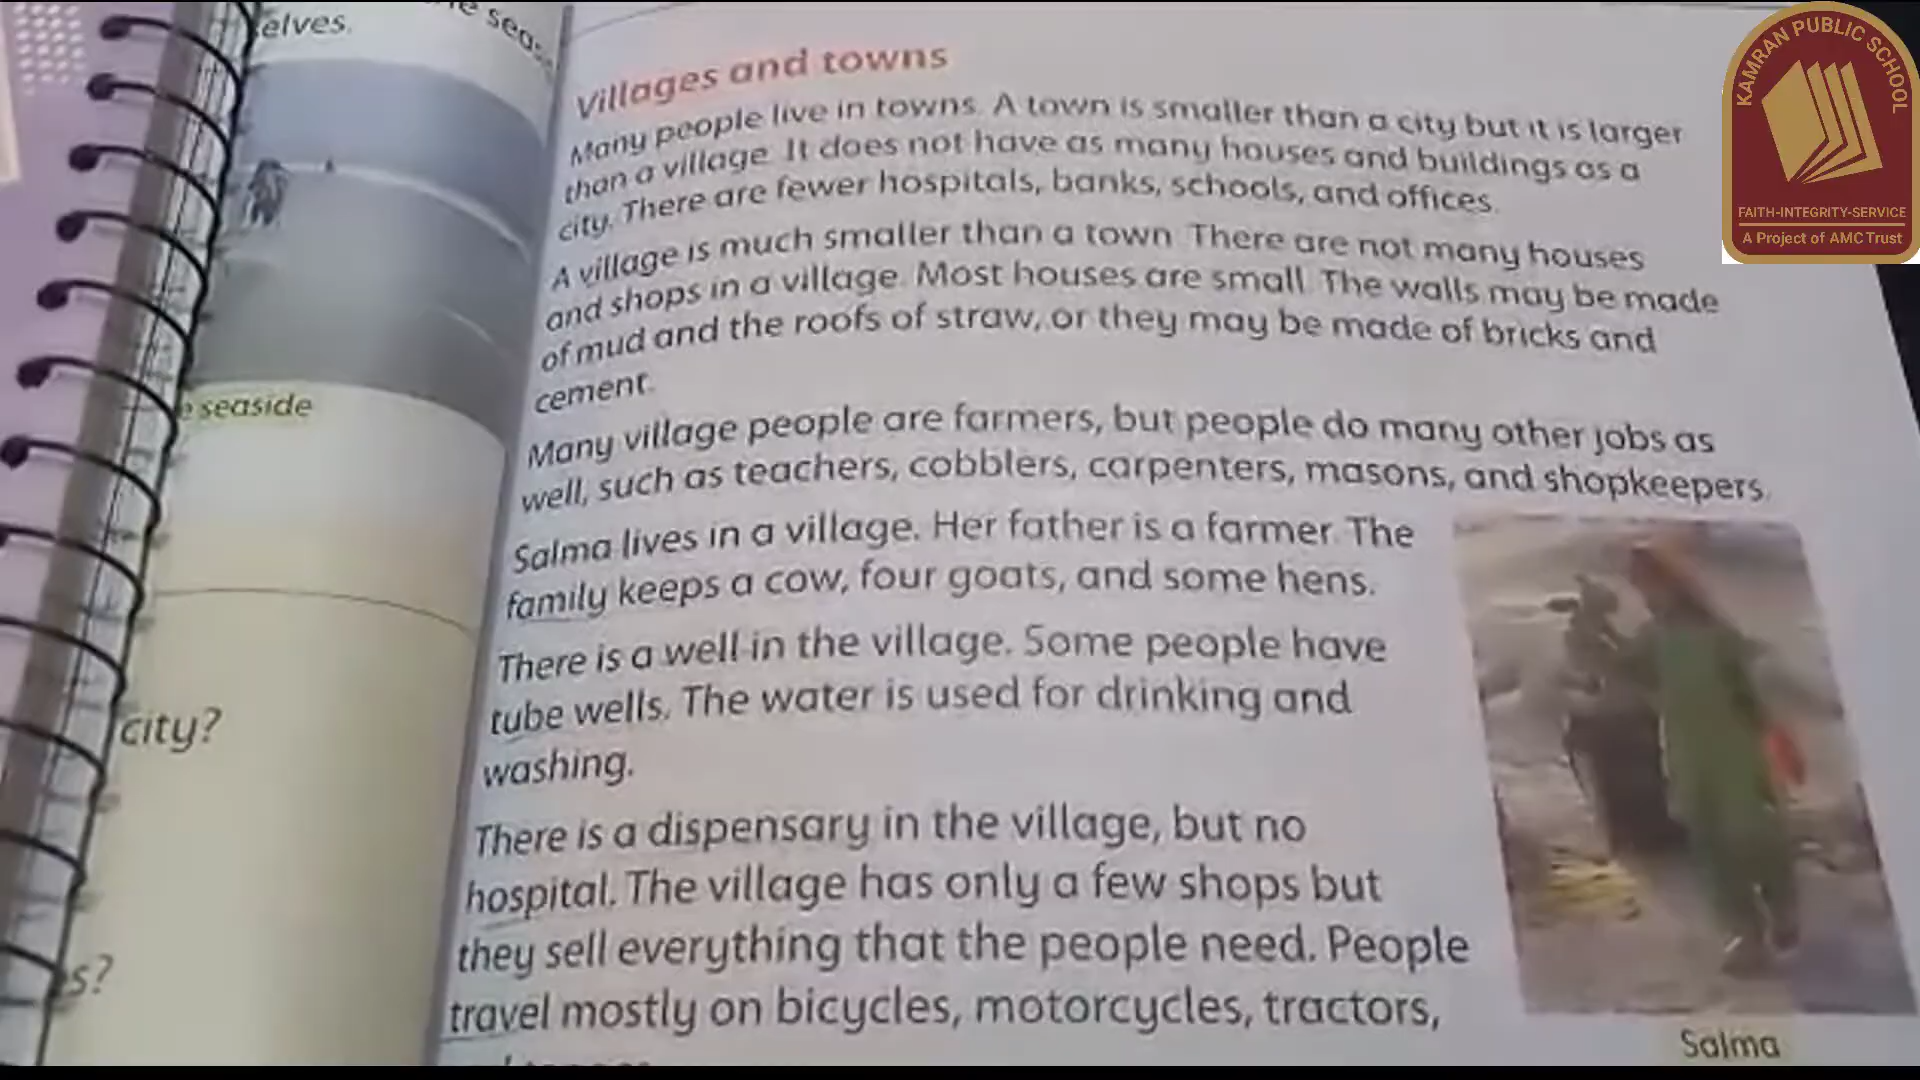 elves.
seaside
city?
s?
Villages and towns
Many people live in towns. A town is smaller than a city but it is larger
than a village. It does not have as many houses and buildings as a
city. There are fewer hospitals, banks, schools, and offices.
A village is much smaller than a town. There are not many houses
and shops in a village. Most houses are small. The walls may be made
of mud and the roofs of straw, or they may be made of bricks and
cement.
Many village people are farmers, but people do many other jobs as
well, such as teachers, cobblers, carpenters, masons, and shopkeepers.
Salma lives in a village. Her father is a farmer. The
family keeps a cow, four goats, and some hens.
There is a well in the village. Some people have
tube wells. The water is used for drinking and
washing.
There is a dispensary in the village, but no
hospital. The village has only a few shops but
they sell everything that the people need. People
travel mostly on bicycles, motorcycles, tractors,
Salma
KAMRAN PUBLIC SCHOOL
FAITH-INTEGRITY-SERVICE
A Project of AMC Trust